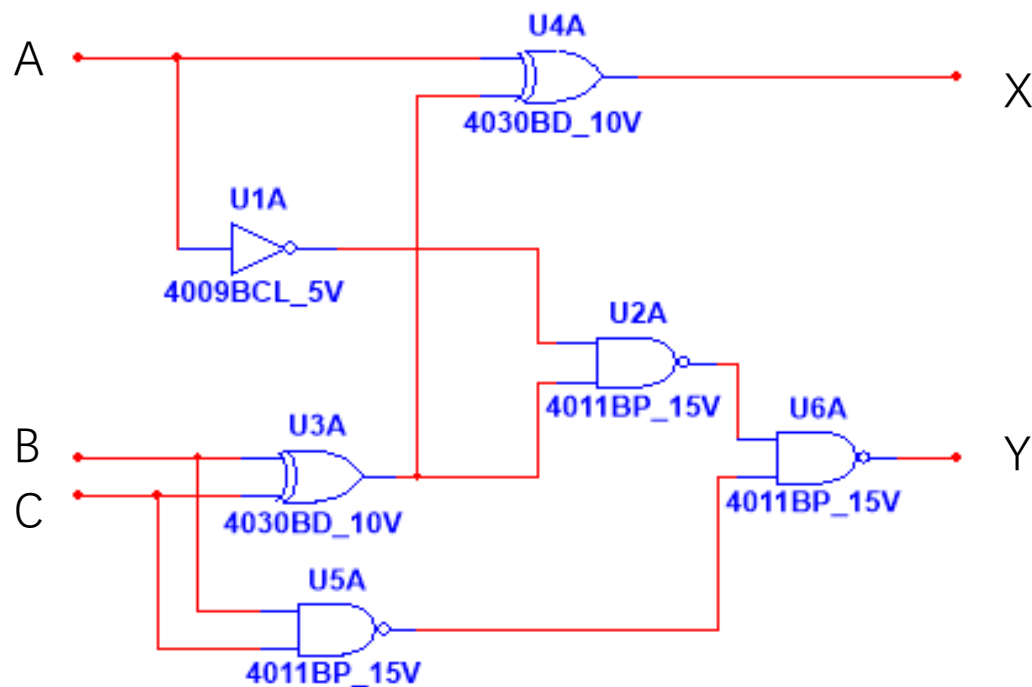 U4A
A
X
4030BD_10V
U1A
4009BCL_5V
U2A
4011BP_15V
U6A
U3A
B
Y
C
4011BP_15V
4030BD_10V
U5A
4011BP_15V